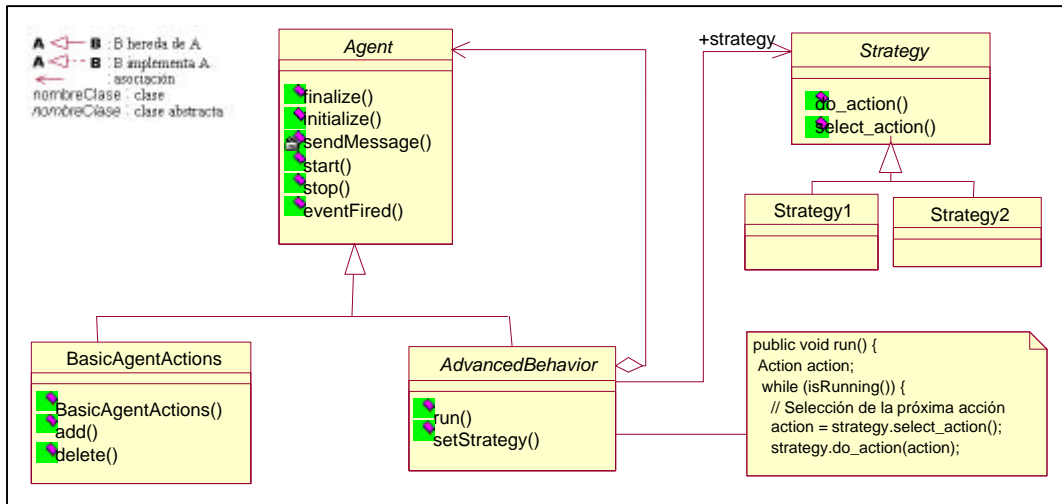 A B : B hereda de A
A B : B implementa A
: asociación
nombreClase : clase
nombreClase : clase abstracta
Agent
finalize()
initialize()
sendMessage()
start()
stop()
eventFired()
+strategy
Strategy
do_action()
select_action()
Strategy1
Strategy2
BasicAgentActions
BasicAgentActions()
add()
delete()
AdvancedBehavior
run()
setStrategy()
public void run() {
Action action;
while (isRunning()) {
// Selección de la próxima acción
action = strategy.select_action();
strategy.do_action(action);